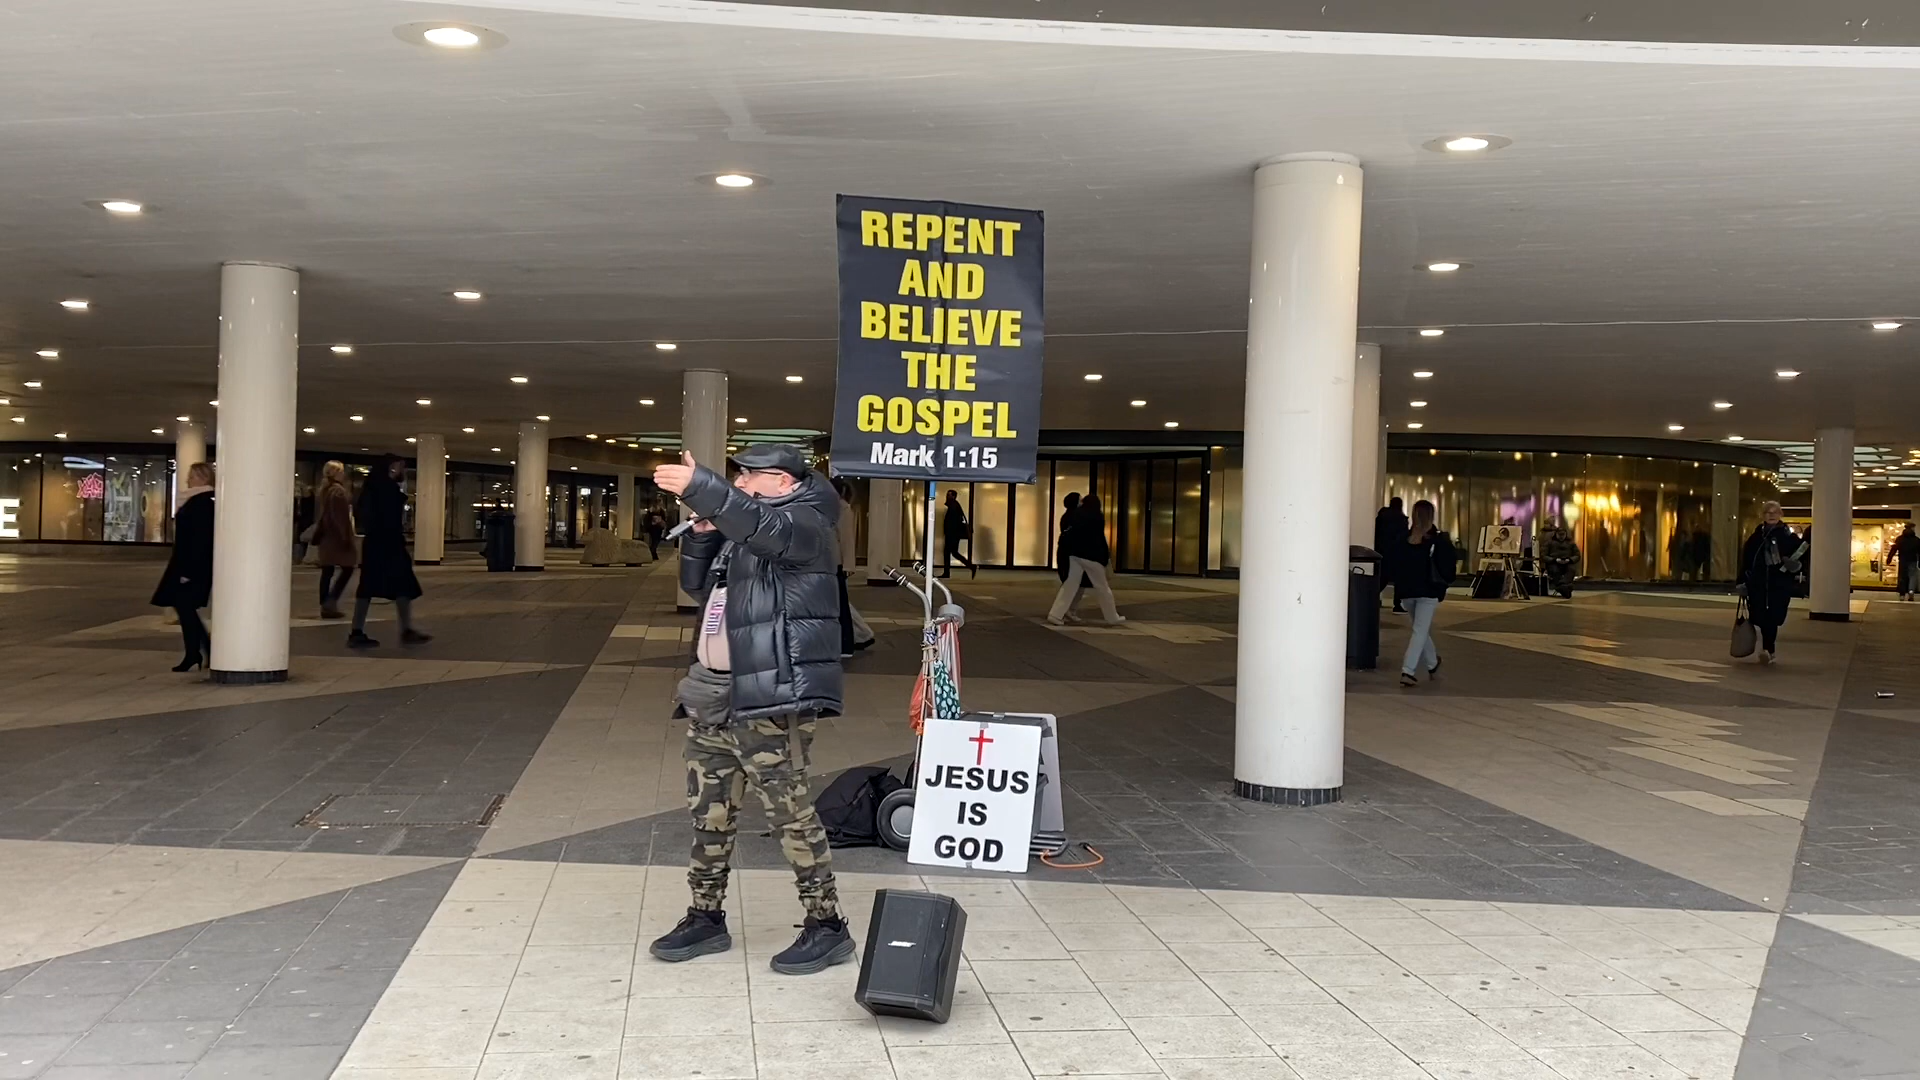 REPENT
AND
BELIEVE
THE
GOSPEL
Mark 1:15
JESUS
IS
GOD
BOSE
E